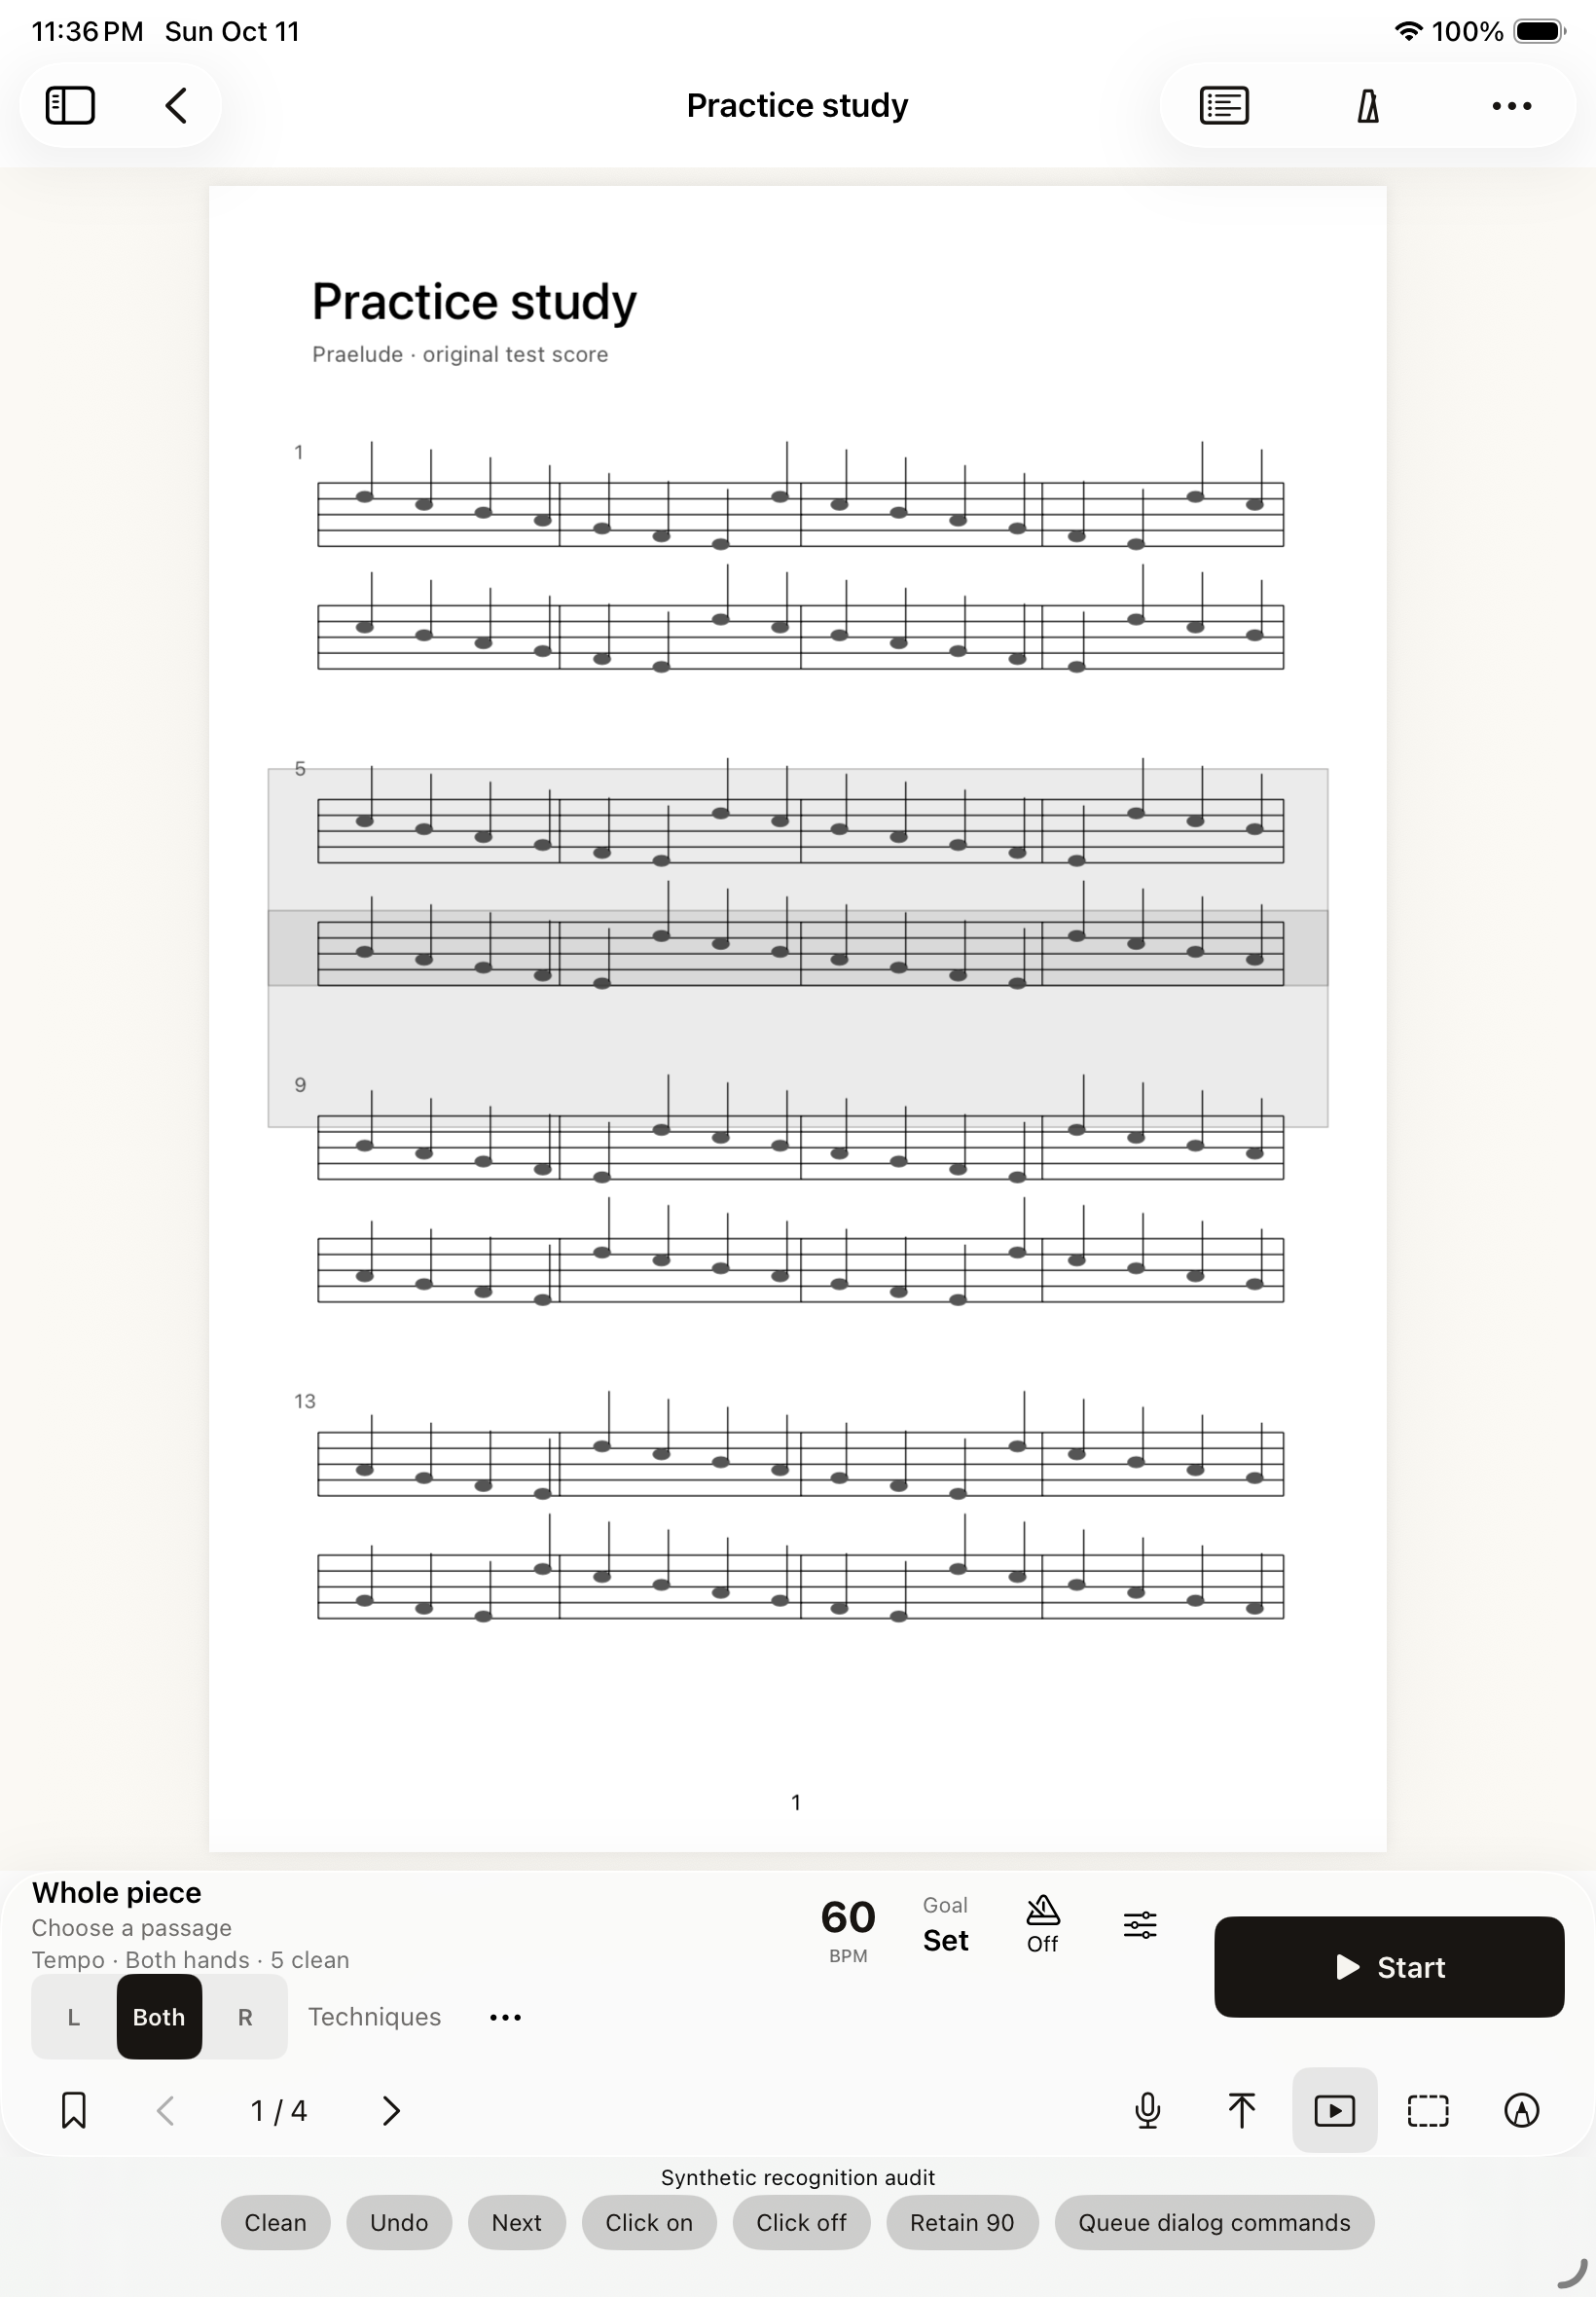 11:36 PM Sun Oct 11 100%
Practice study
Practice study
Praelude · original test score
1
5
9
13
1
Whole piece
Choose a passage
Tempo · Both hands · 5 clean
60 BPM
Goal Set
Off
Start
L Both R Techniques
1 / 4
Synthetic recognition audit
Clean Undo Next Click on Click off Retain 90 Queue dialog commands